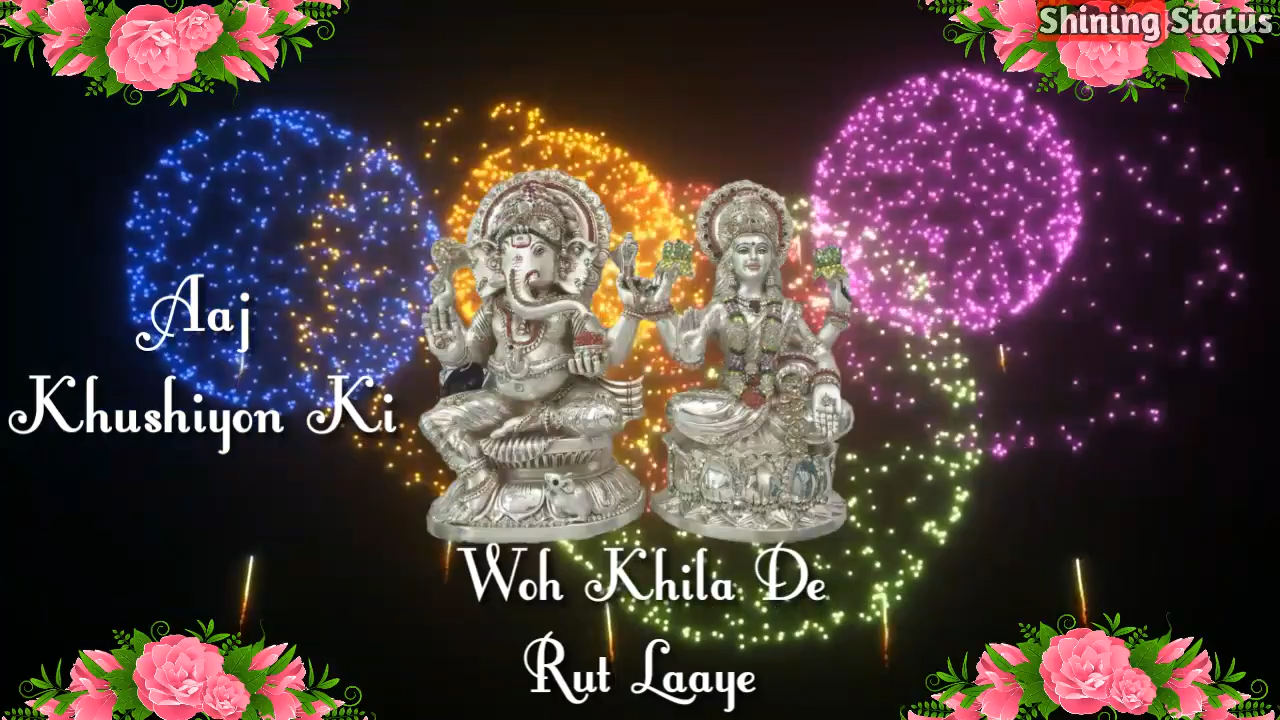 Shining Status
Aaj
Khushiyon Ki
Woh Khila De
Rut Laaye